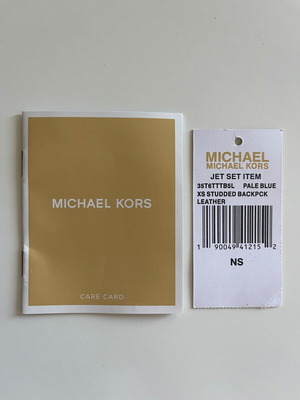 MICHAEL KORS
CARE CARD
MICHAEL
MICHAEL KORS
JET SET ITEM
35T6TTTB5L PALE BLUE
XS STUDDED BACKPCK
LEATHER
1 90049 41215 2
NS